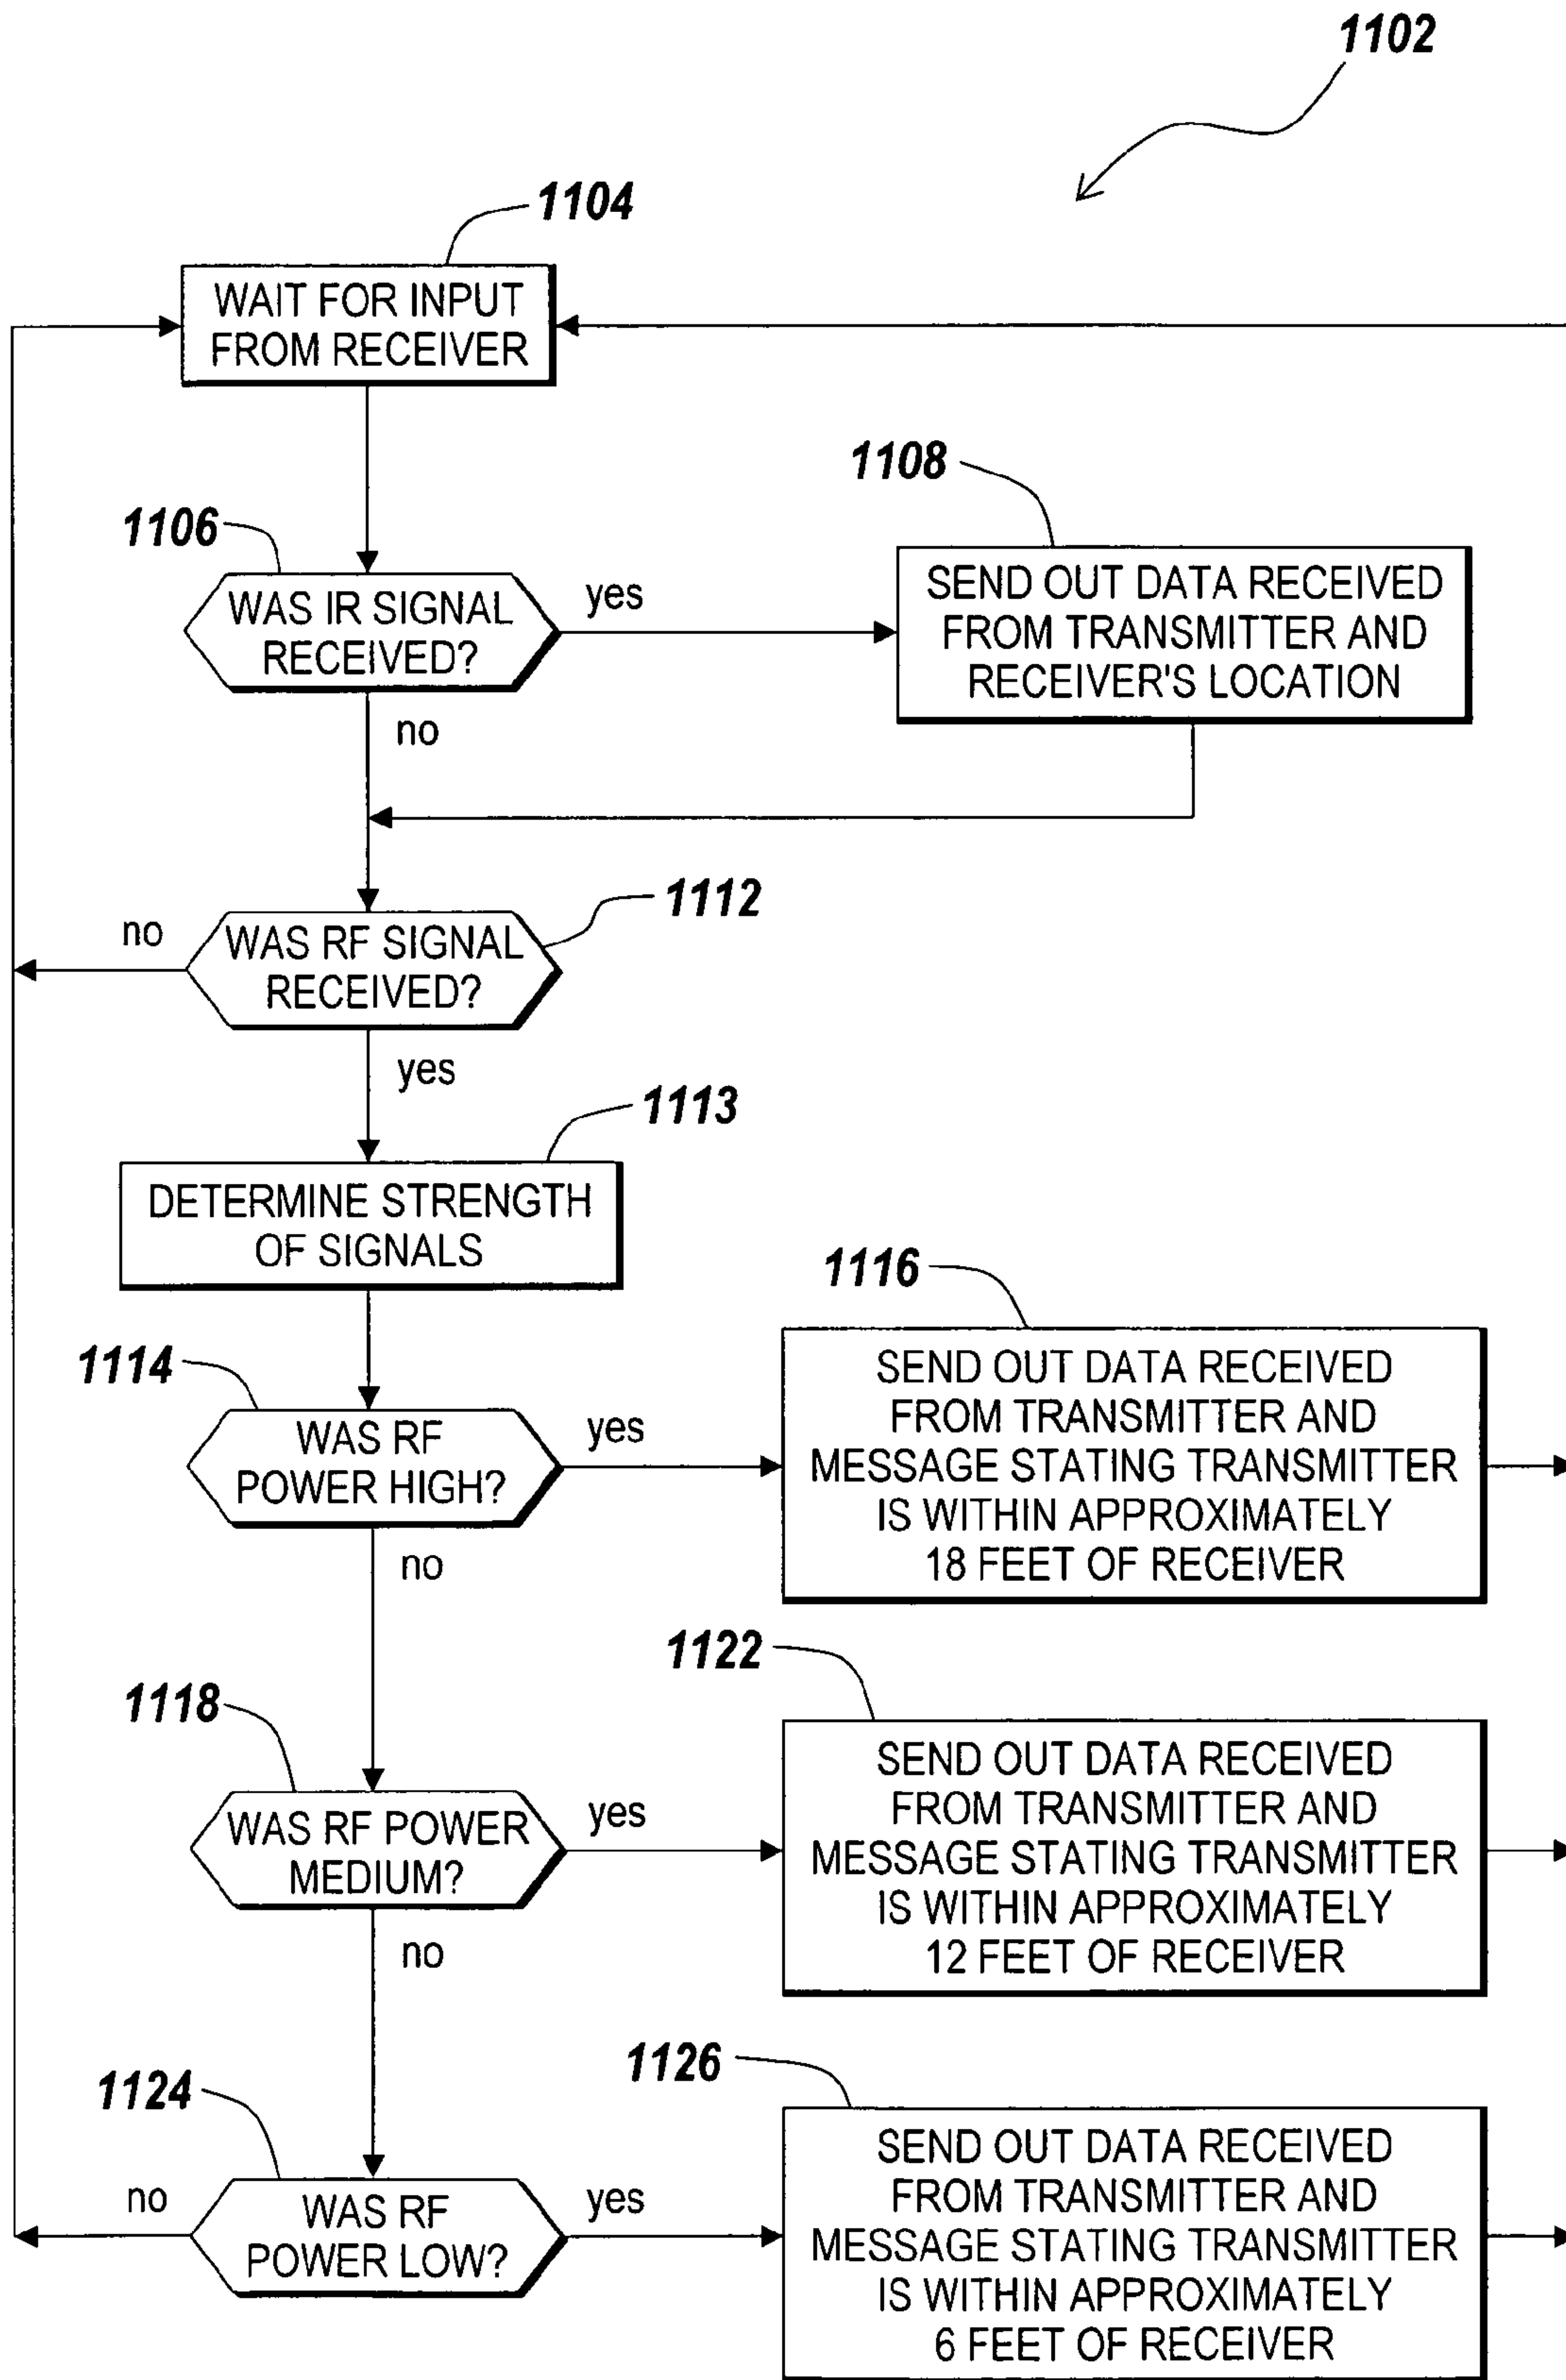 1102
1104
WAIT FOR INPUT
FROM RECEIVER
1106
WAS IR SIGNAL
RECEIVED?
yes
no
1108
SEND OUT DATA RECEIVED
FROM TRANSMITTER AND
RECEIVER'S LOCATION
1112
WAS RF SIGNAL
RECEIVED?
no
yes
1113
DETERMINE STRENGTH
OF SIGNALS
1114
WAS RF
POWER HIGH?
yes
no
1116
SEND OUT DATA RECEIVED
FROM TRANSMITTER AND
MESSAGE STATING TRANSMITTER
IS WITHIN APPROXIMATELY
18 FEET OF RECEIVER
1118
WAS RF POWER
MEDIUM?
yes
no
1122
SEND OUT DATA RECEIVED
FROM TRANSMITTER AND
MESSAGE STATING TRANSMITTER
IS WITHIN APPROXIMATELY
12 FEET OF RECEIVER
1124
WAS RF
POWER LOW?
no
yes
1126
SEND OUT DATA RECEIVED
FROM TRANSMITTER AND
MESSAGE STATING TRANSMITTER
IS WITHIN APPROXIMATELY
6 FEET OF RECEIVER